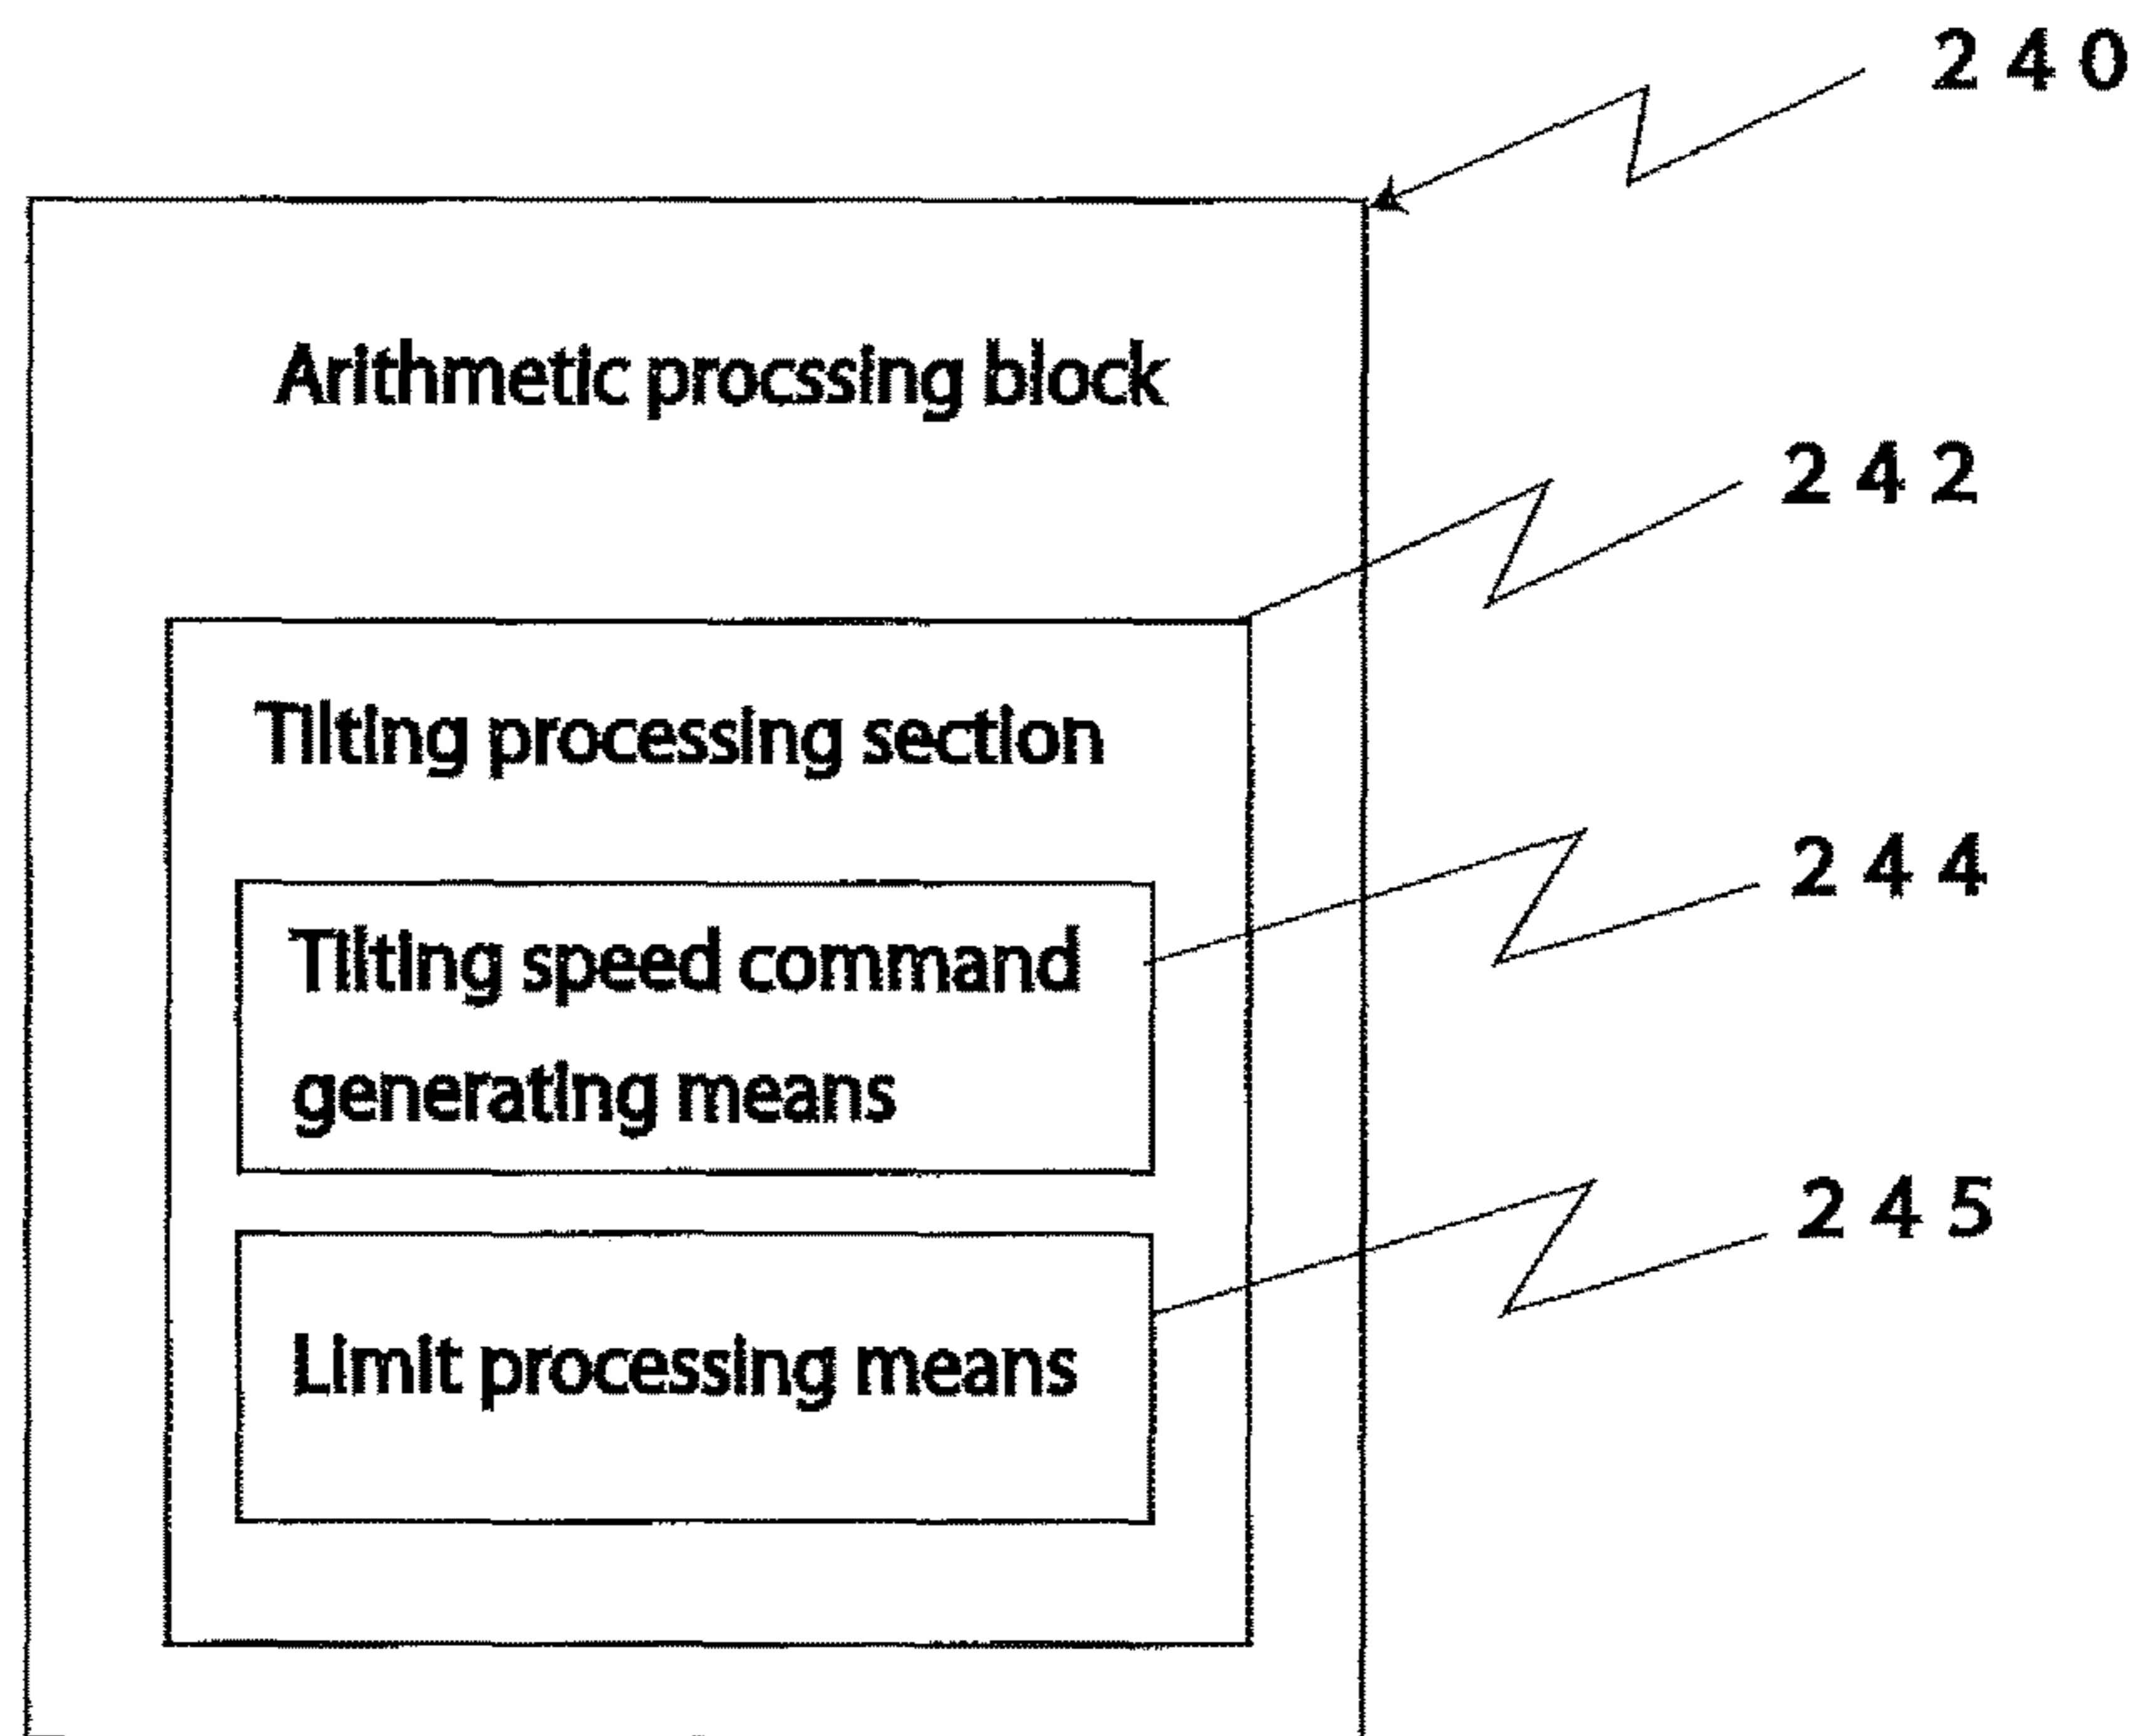 240
Arithmetic procssing block
242
Tilting processing section
244
Tilting speed command
generating means
245
Limit processing means